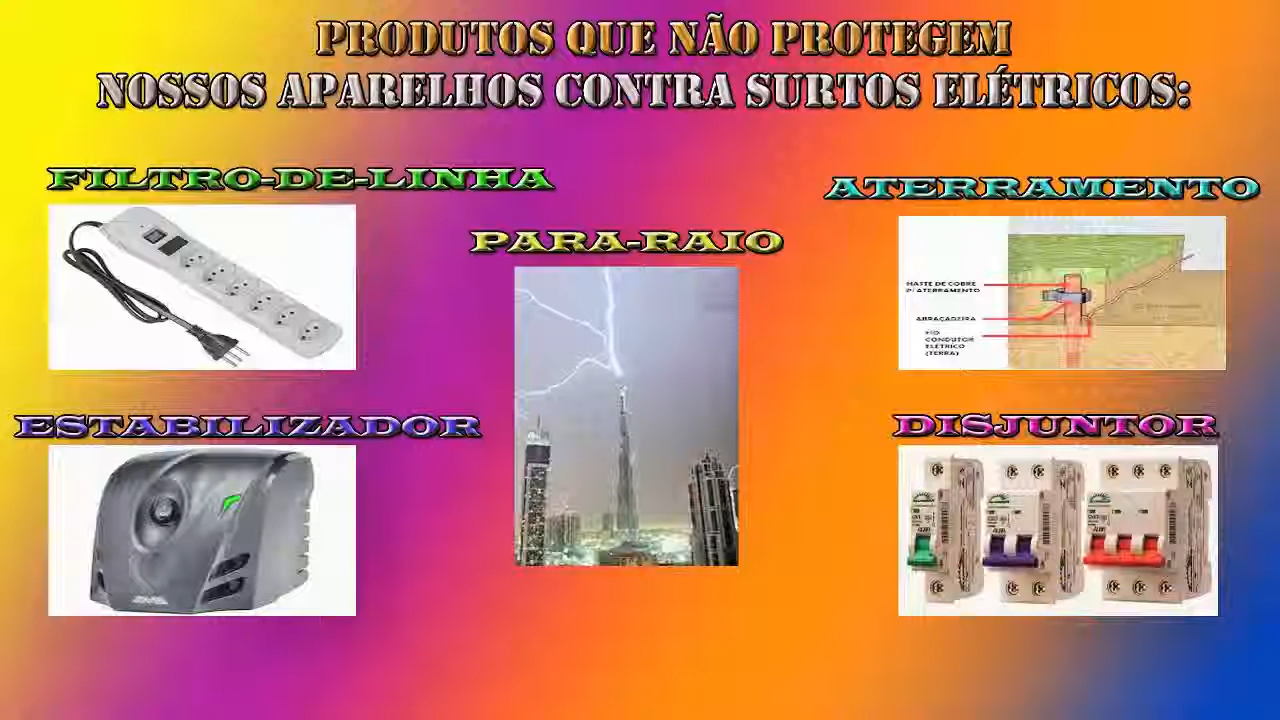 PRODUTOS QUE NÃO PROTEGEM
NOSSOS APARELHOS CONTRA SURTOS ELÉTRICOS:
FILTRO-DE-LINHA
ATERRAMENTO
PARA-RAIO
HASTE DE COBRE
P/ ATERRAMENTO
ABRAÇADEIRA
FIO
CONDUTOR
ELÉTRICO
(TERRA)
ESTABILIZADOR
DISJUNTOR